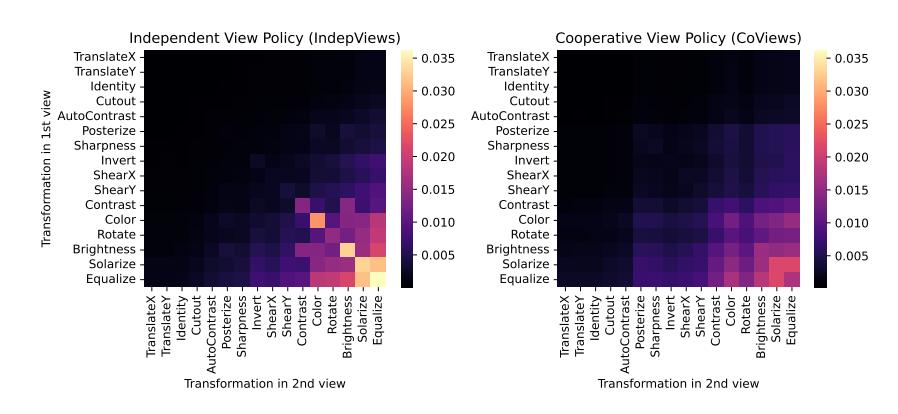 Independent View Policy (IndepViews)
Transformation in 1st view
TranslateX
TranslateY
Identity
Cutout
AutoContrast
Posterize
Sharpness
Invert
ShearX
ShearY
Contrast
Color
Rotate
Brightness
Solarize
Equalize
TranslateX
TranslateY
Identity
Cutout
AutoContrast
Posterize
Sharpness
Invert
ShearX
ShearY
Contrast
Color
Rotate
Brightness
Solarize
Equalize
Transformation in 2nd view
0.035
0.030
0.025
0.020
0.015
0.010
0.005
Cooperative View Policy (CoViews)
TranslateX
TranslateY
Identity
Cutout
AutoContrast
Posterize
Sharpness
Invert
ShearX
ShearY
Contrast
Color
Rotate
Brightness
Solarize
Equalize
TranslateX
TranslateY
Identity
Cutout
AutoContrast
Posterize
Sharpness
Invert
ShearX
ShearY
Contrast
Color
Rotate
Brightness
Solarize
Equalize
Transformation in 2nd view
0.035
0.030
0.025
0.020
0.015
0.010
0.005